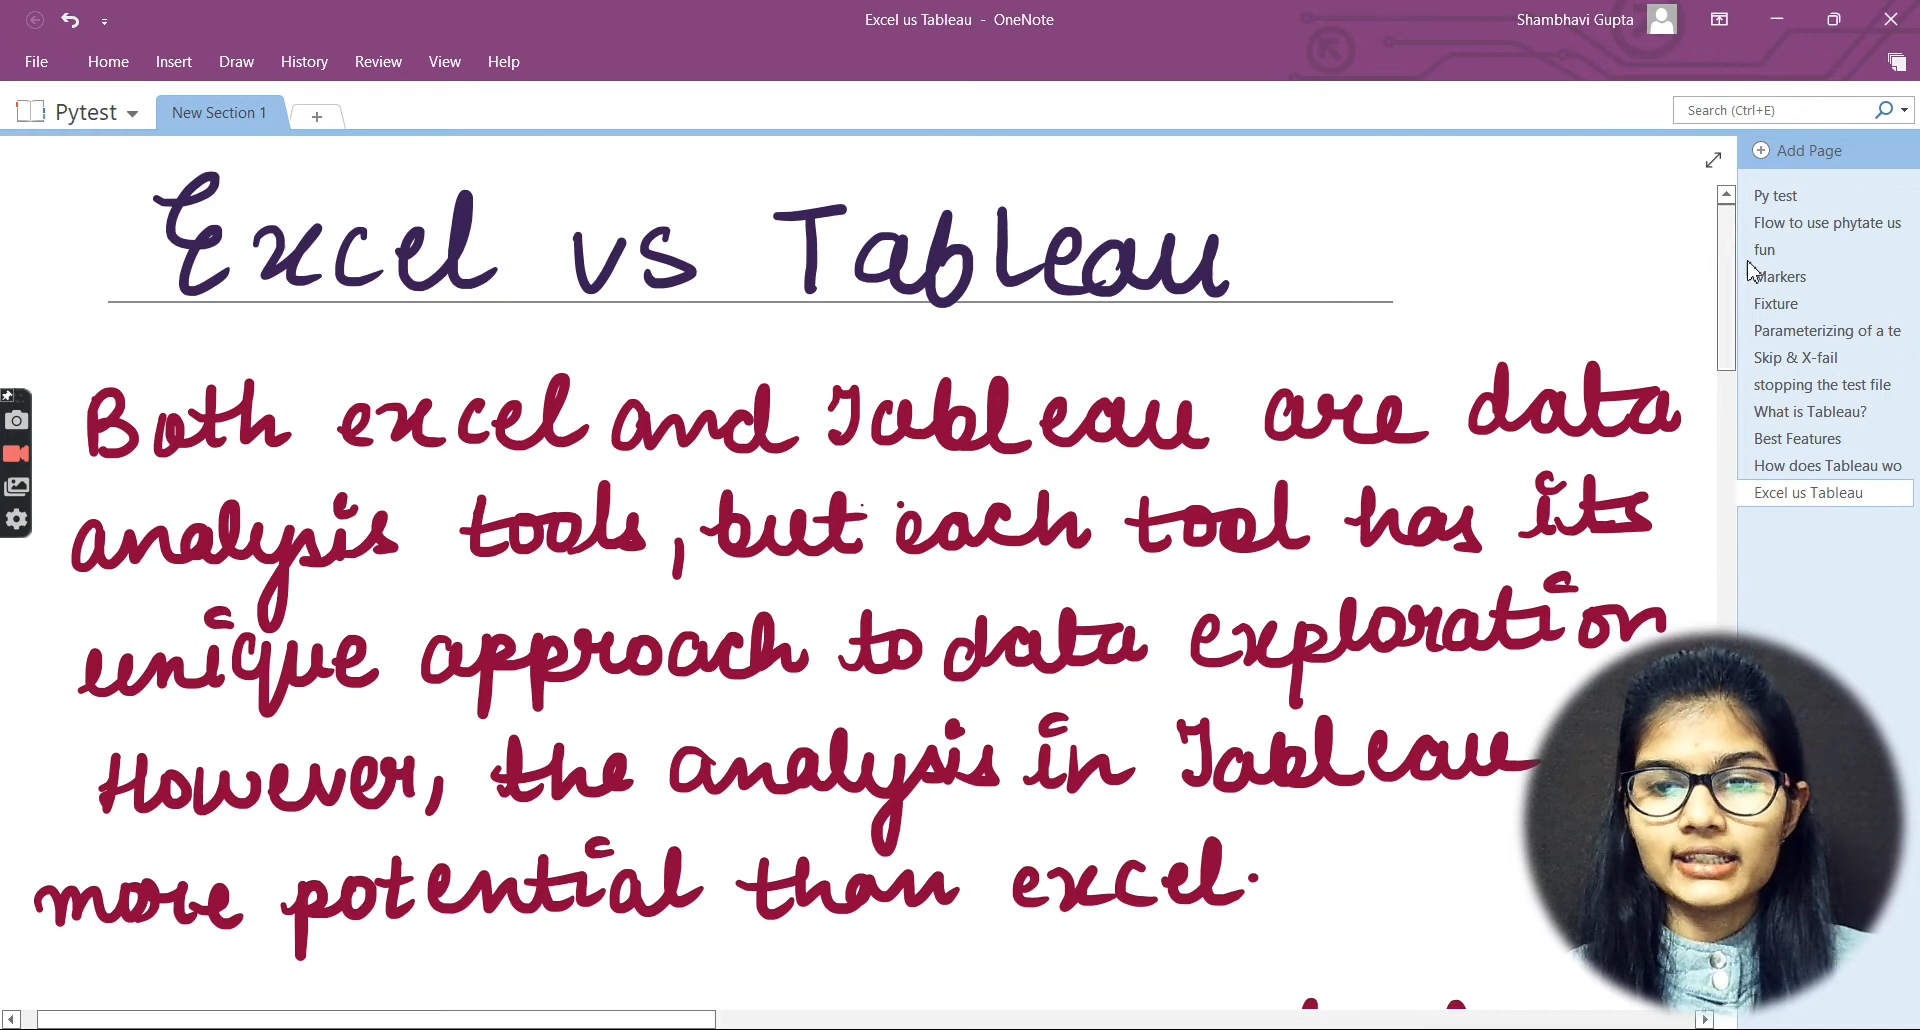 Excel us Tableau - OneNote
Shambhavi Gupta
File Home Insert Draw History Review View Help
Pytest
New Section 1
+
Search (Ctrl+E)
Excel vs Tableau
Both excel and Tableau are data
analysis tools, but each tool has its
unique approach to data exploration
However, the analysis in Tableau
more potential than excel.
Add Page
Py test
Flow to use phytate us
fun
Markers
Fixture
Parameterizing of a te
Skip & X-fail
stopping the test file
What is Tableau?
Best Features
How does Tableau wo
Excel us Tableau